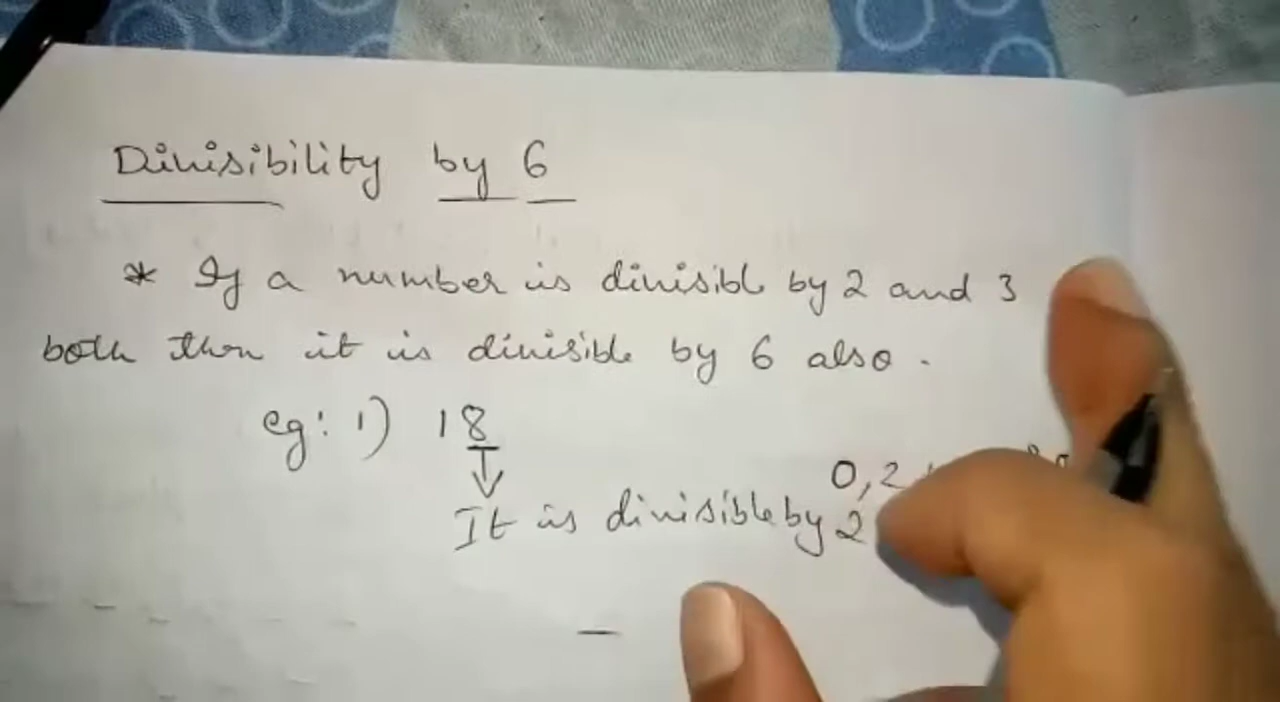 Divisibility by 6
* If a number is divisible by 2 and 3
both then it is divisible by 6 also.
eg: 1) 18
0, 2
It is divisible by 2